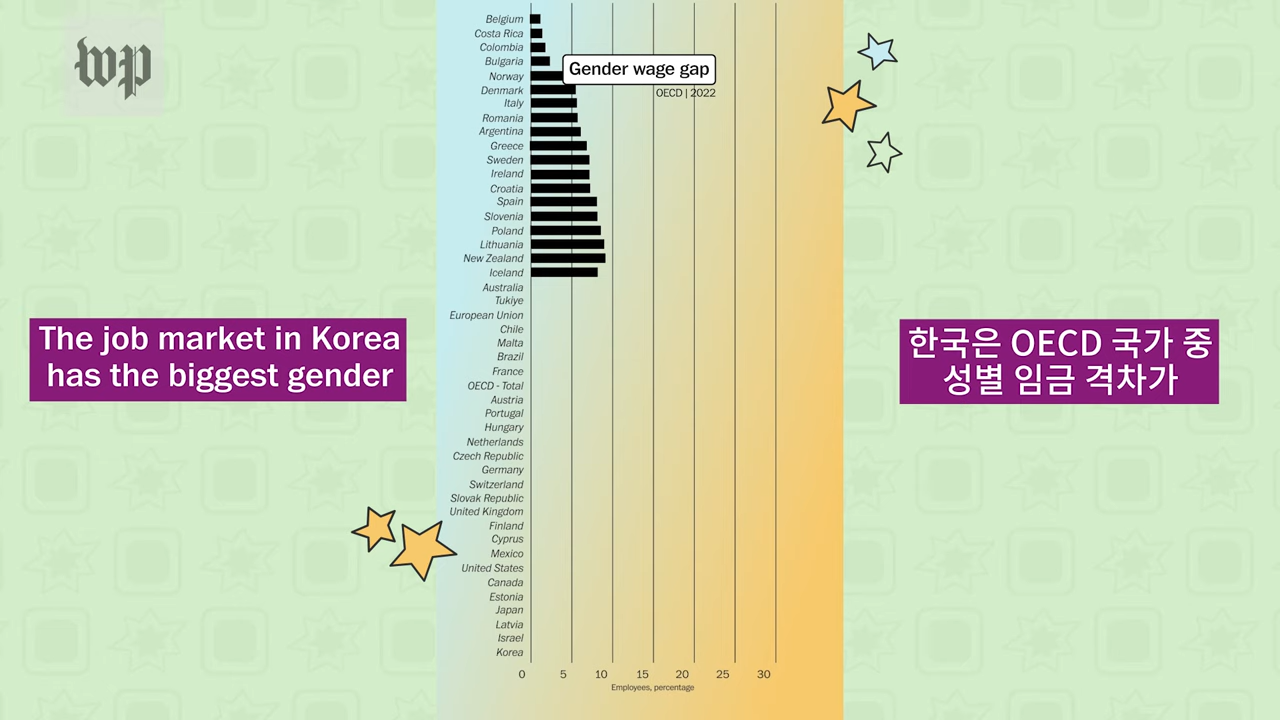 wp
Belgium
Costa Rica
Colombia
Bulgaria
Norway
Gender wage gap
Denmark
OECD | 2022
Italy
Romania
Argentina
Greece
Sweden
Ireland
Croatia
Spain
Slovenia
Poland
Lithuania
New Zealand
Iceland
Australia
Tukiye
European Union
Chile
Malta
Brazil
France
OECD - Total
Austria
Portugal
Hungary
Netherlands
Czech Republic
Germany
Switzerland
Slovak Republic
United Kingdom
Finland
Cyprus
Mexico
United States
Canada
Estonia
Japan
Latvia
Israel
Korea
0 5 10 15 20 25 30
Employees, percentage
The job market in Korea
has the biggest gender
한국은 OECD 국가 중
성별 임금 격차가